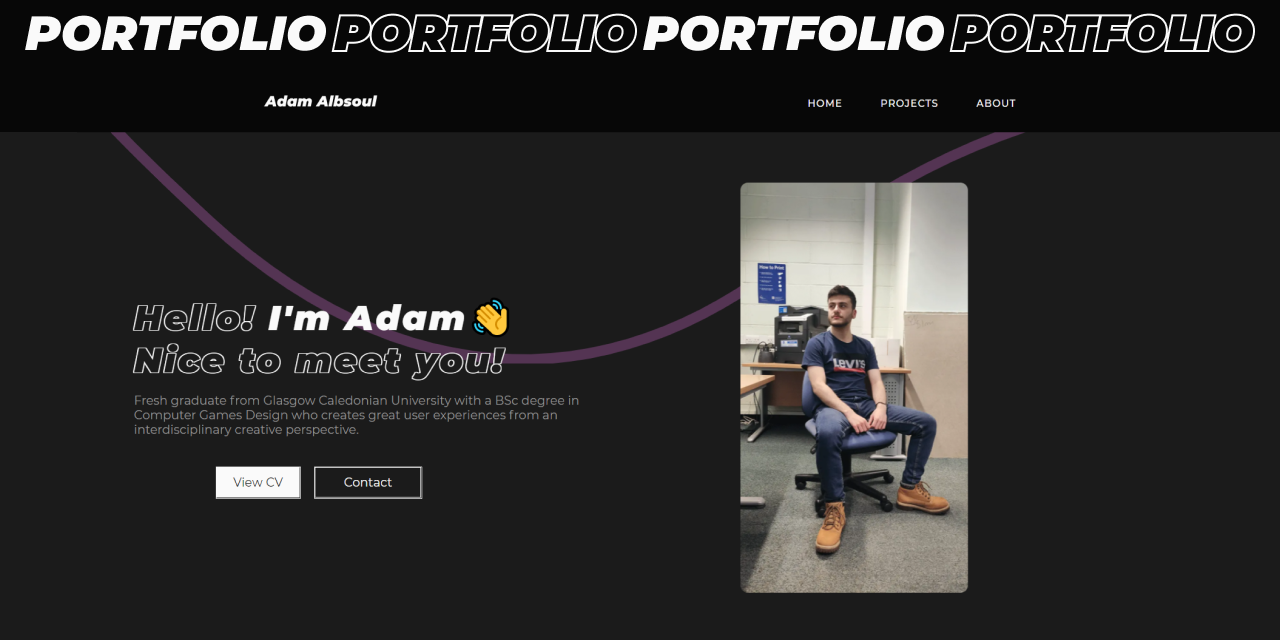 PORTFOLIO PORTFOLIO PORTFOLIO PORTFOLIO
Adam Albsoul
HOME PROJECTS ABOUT
Hello! I'm Adam 👋
Nice to meet you!
Fresh graduate from Glasgow Caledonian University with a BSc degree in
Computer Games Design who creates great user experiences from an
interdisciplinary creative perspective.
View CV Contact
How to Print
LEVI'S